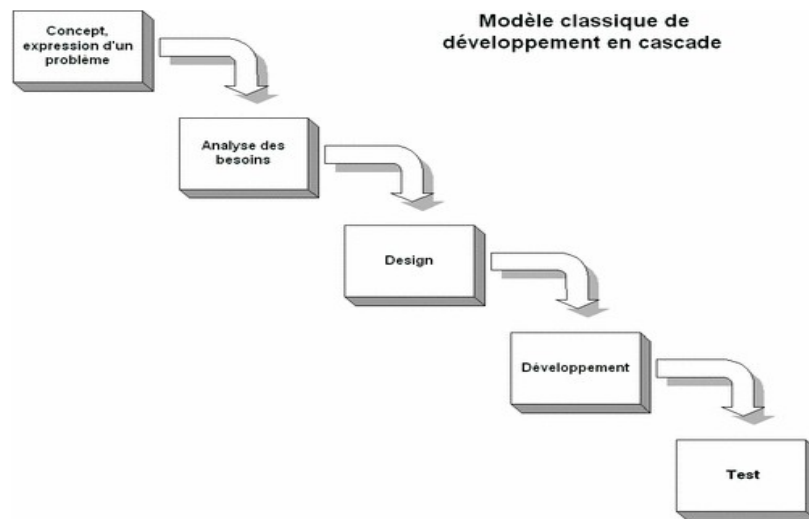 Concept,
expression d'un
problème
Modèle classique de
développement en cascade
Analyse des
besoins
Design
Développement
Test